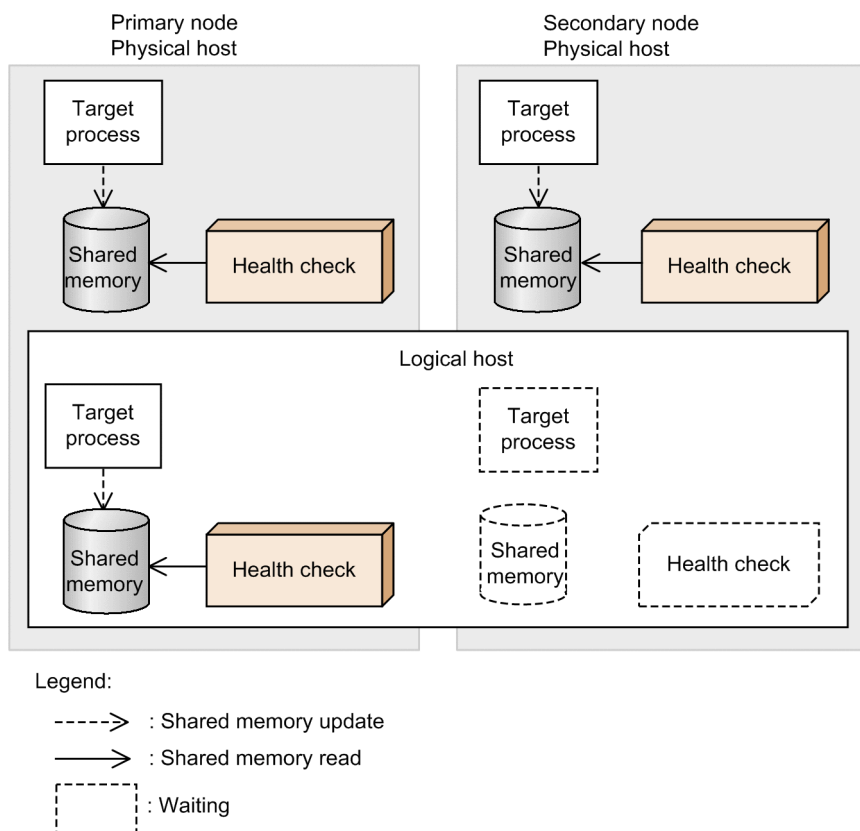 Primary node
Physical host
Secondary node
Physical host
Target
process
Target
process
Shared
memory
Health check
Shared
memory
Health check
Logical host
Target
process
Target
process
Shared
memory
Health check
Shared
memory
Health check
Legend:
: Shared memory update
: Shared memory read
: Waiting